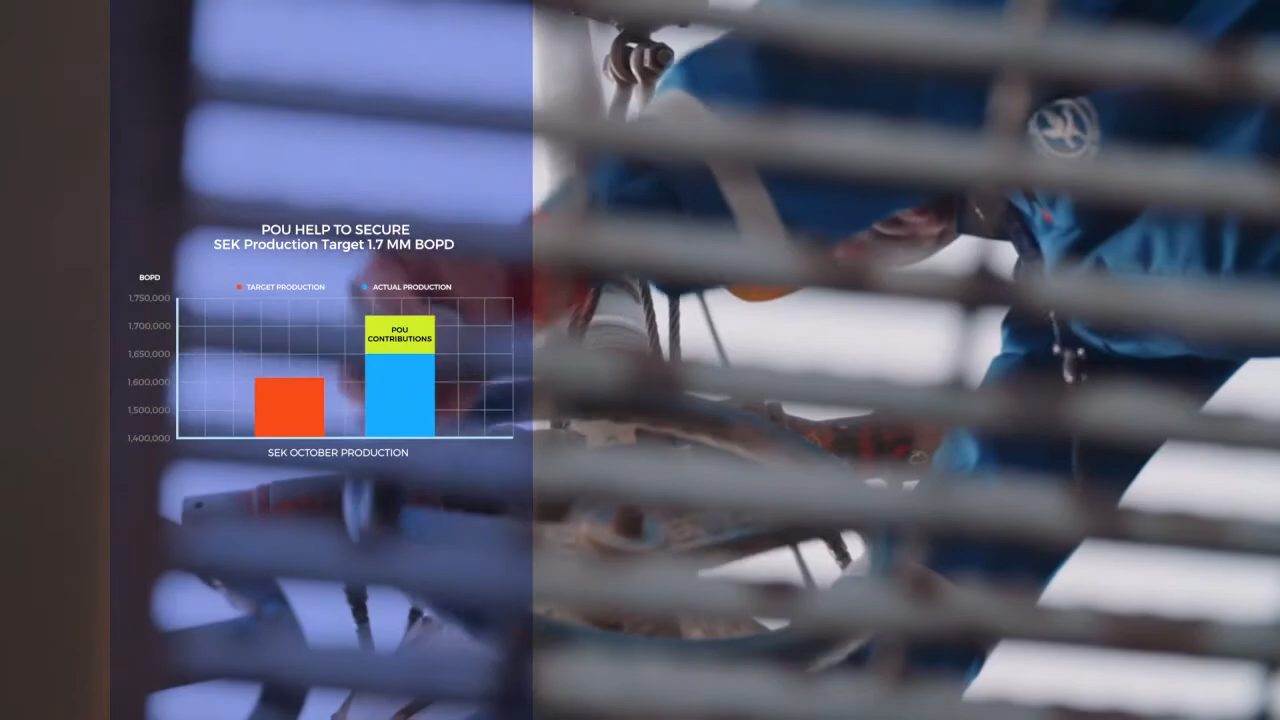 POU HELP TO SECURE
SEK Production Target 1.7 MM BOPD
BOPD
TARGET PRODUCTION
ACTUAL PRODUCTION
1,750,000
1,700,000
1,650,000
1,600,000
1,500,000
1,400,000
POU
CONTRIBUTIONS
SEK OCTOBER PRODUCTION